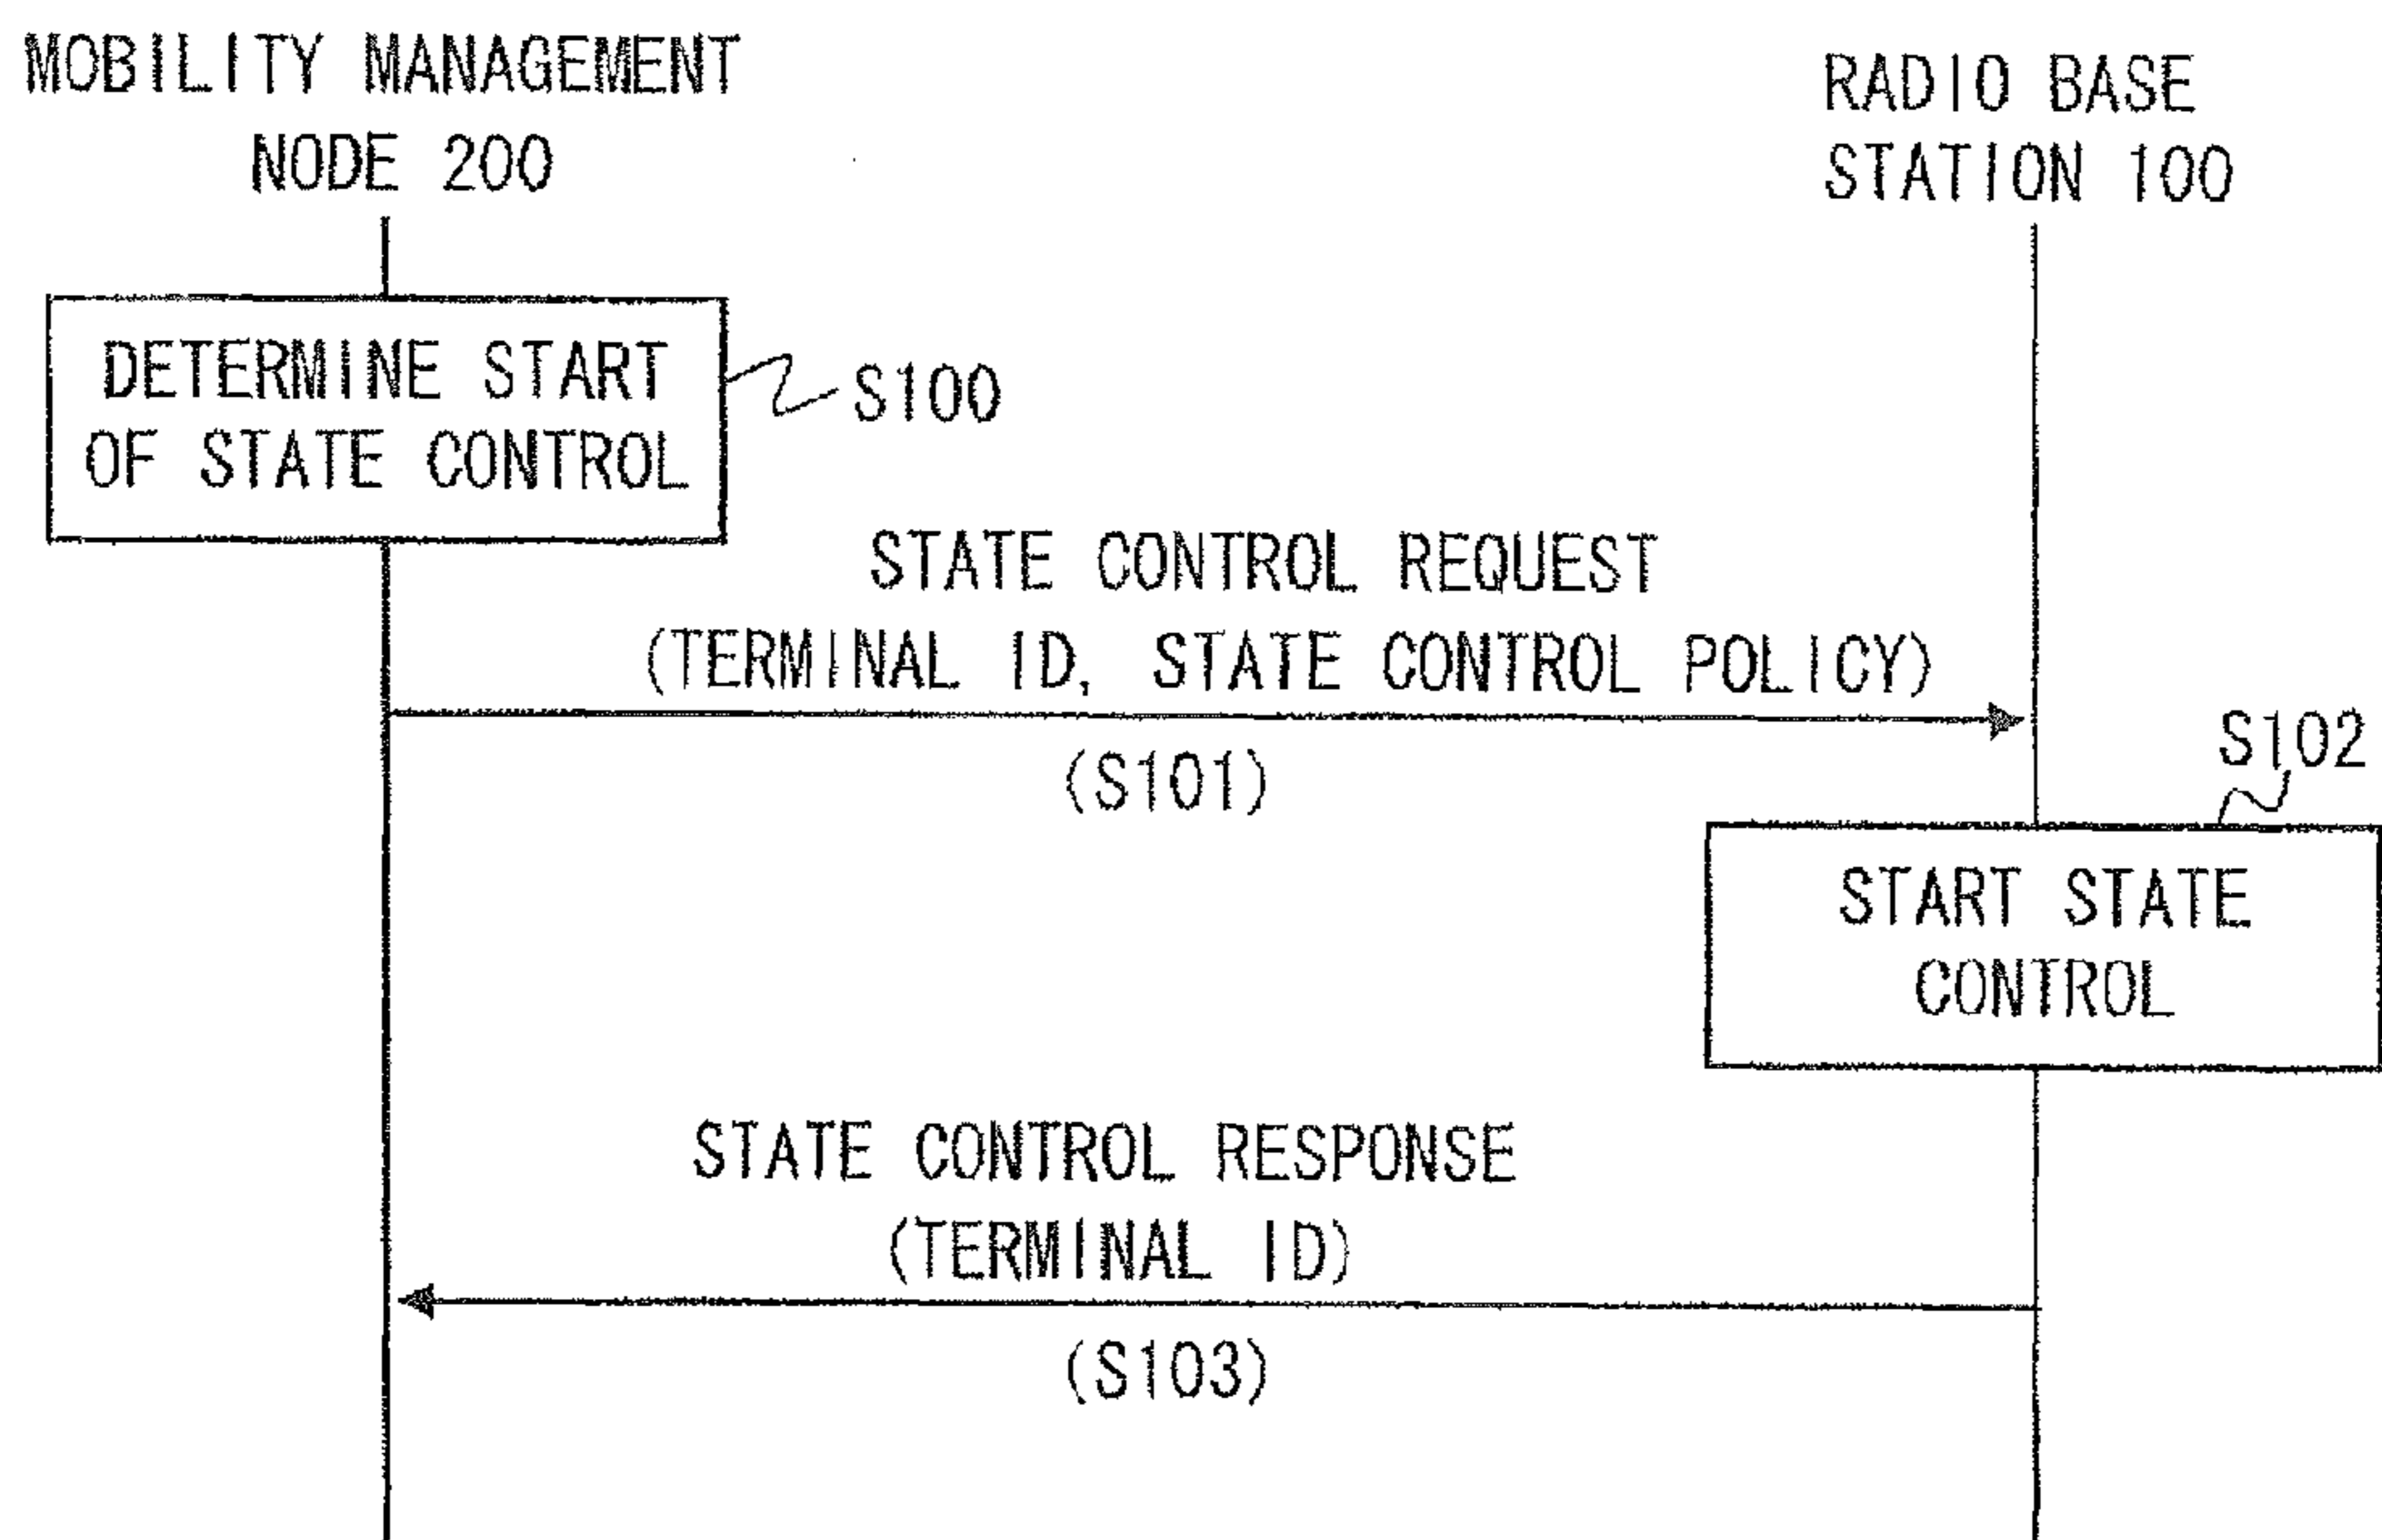 MOBILITY MANAGEMENT
NODE 200
RADIO BASE
STATION 100
DETERMINE START
OF STATE CONTROL
S100
STATE CONTROL REQUEST
(TERMINAL ID, STATE CONTROL POLICY)
(S101)
S102
START STATE
CONTROL
STATE CONTROL RESPONSE
(TERMINAL ID)
(S103)